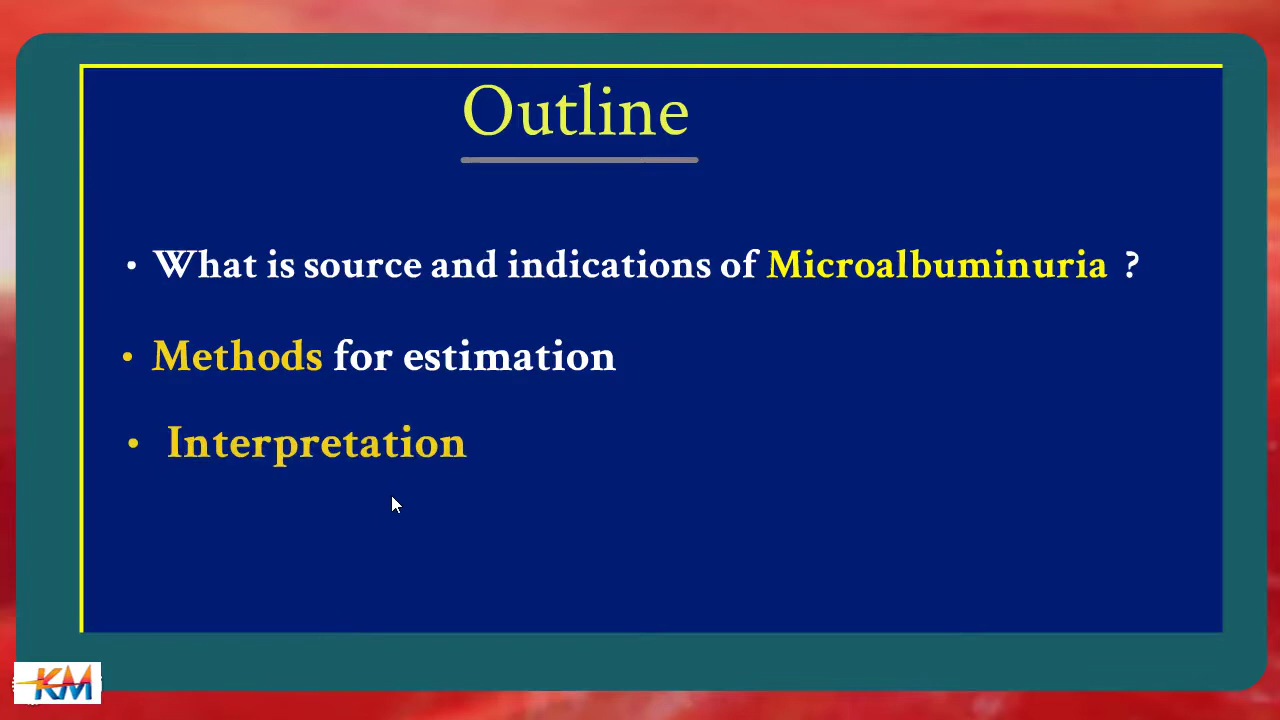 Outline
• What is source and indications of Microalbuminuria ?
• Methods for estimation
• Interpretation
KM